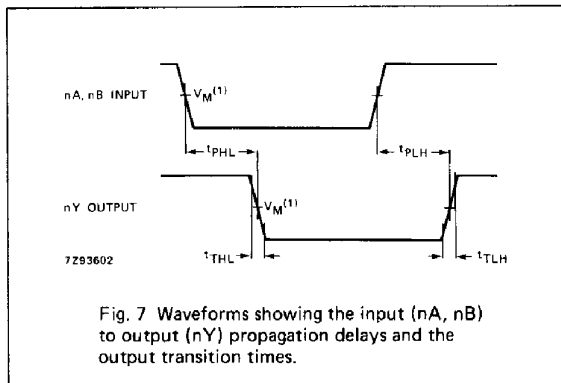 nA, nB INPUT
VM(1)
tPHL
tPLH
nY OUTPUT
VM(1)
7Z93602
tTHL
tTLH
Fig. 7 Waveforms showing the input (nA, nB)
to output (nY) propagation delays and the
output transition times.